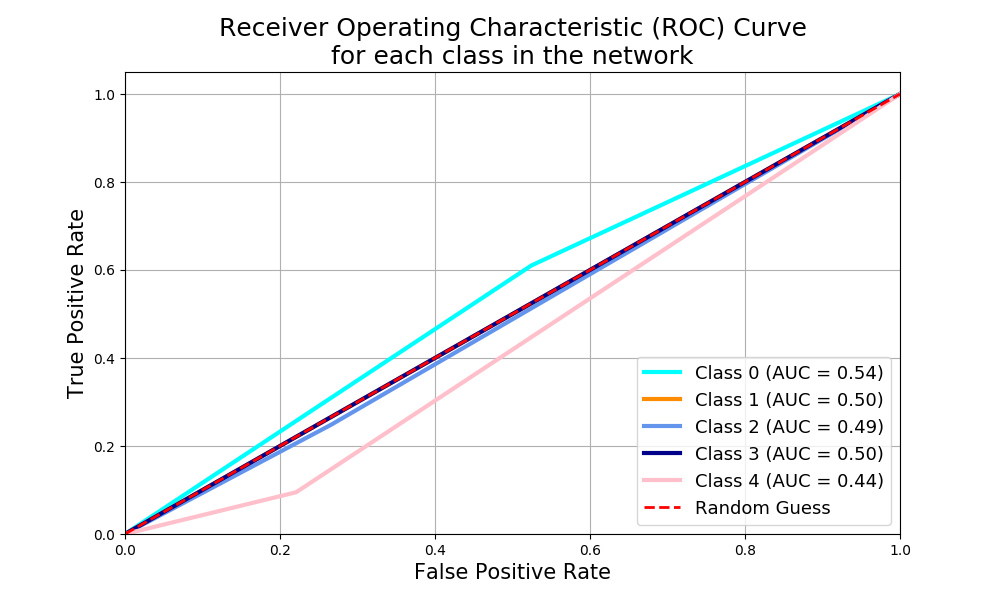 Receiver Operating Characteristic (ROC) Curve
for each class in the network
True Positive Rate
1.0
0.8
0.6
0.4
0.2
0.0
Class 0 (AUC = 0.54)
Class 1 (AUC = 0.50)
Class 2 (AUC = 0.49)
Class 3 (AUC = 0.50)
Class 4 (AUC = 0.44)
Random Guess
0.0 0.2 0.4 0.6 0.8 1.0
False Positive Rate